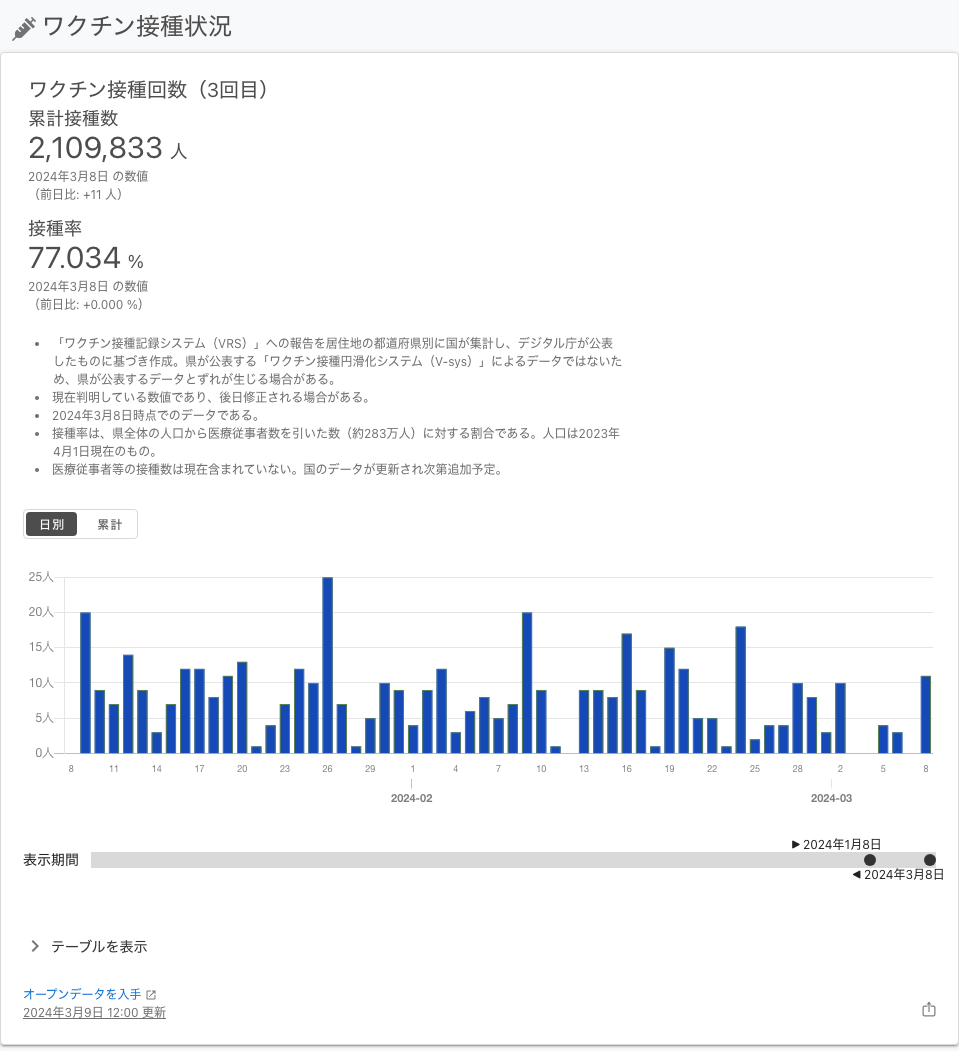 ワクチン接種状況
ワクチン接種回数（3回目）
累計接種数
2,109,833 人
2024年3月8日 の数値
（前日比: +11 人）
接種率
77.034 %
2024年3月8日 の数値
（前日比: +0.000 %）
• 「ワクチン接種記録システム（VRS）」への報告を居住地の都道府県別に国が集計し、デジタル庁が公表
したものに基づき作成。県が公表する「ワクチン接種円滑化システム（V-sys）」によるデータではないた
め、県が公表するデータとずれが生じる場合がある。
• 現在判明している数値であり、後日修正される場合がある。
• 2024年3月8日時点でのデータである。
• 接種率は、県全体の人口から医療従事者数を引いた数（約283万人）に対する割合である。人口は2023年
4月1日現在のもの。
• 医療従事者等の接種数は現在含まれていない。国のデータが更新され次第追加予定。
日別 累計
25人
20人
15人
10人
5人
0人
8 11 14 17 20 23 26 29 1 4 7 10 13 16 19 22 25 28 2 5 8
2024-02 2024-03
▶ 2024年1月8日
表示期間
◀ 2024年3月8日
テーブルを表示
オープンデータを入手
2024年3月9日 12:00 更新